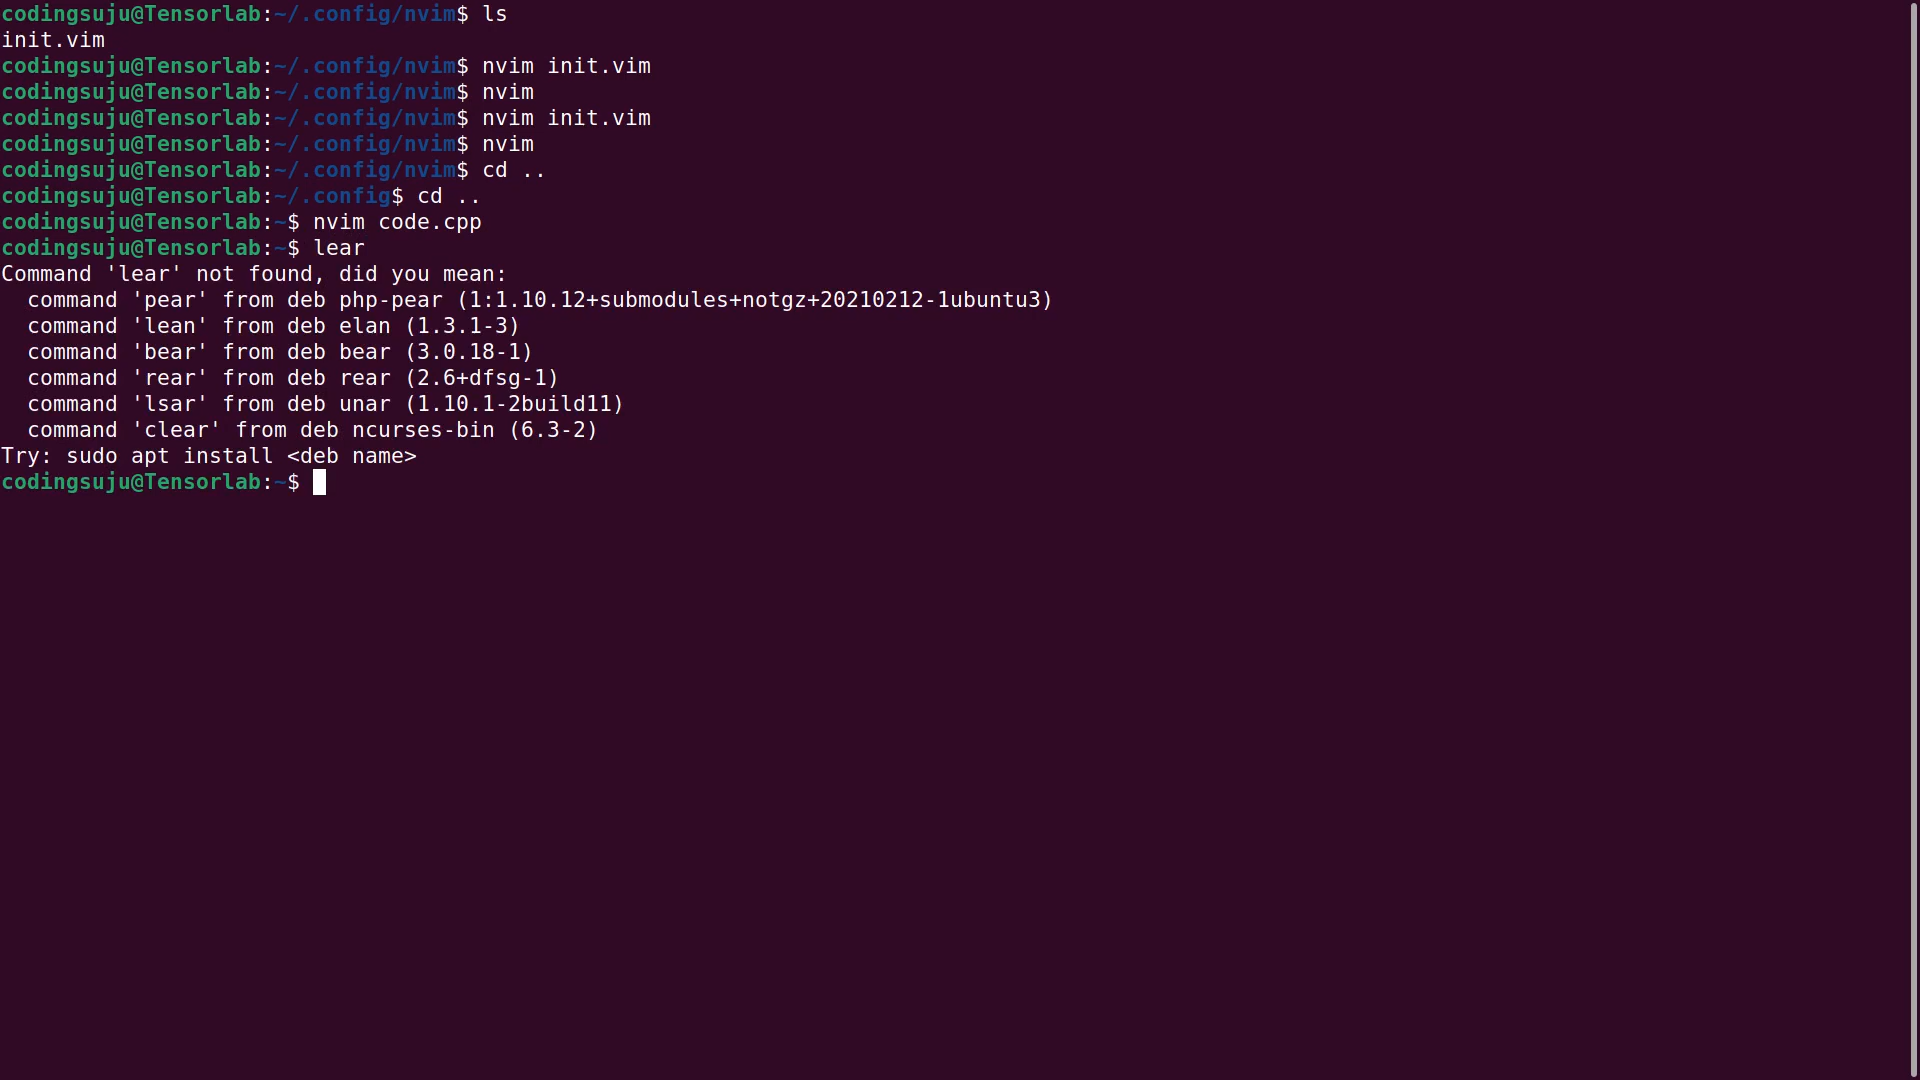 codingsuju@Tensorlab:~/.config/nvim$ ls
init.vim
codingsuju@Tensorlab:~/.config/nvim$ nvim init.vim
codingsuju@Tensorlab:~/.config/nvim$ nvim
codingsuju@Tensorlab:~/.config/nvim$ nvim init.vim
codingsuju@Tensorlab:~/.config/nvim$ nvim
codingsuju@Tensorlab:~/.config/nvim$ cd ..
codingsuju@Tensorlab:~/.config$ cd ..
codingsuju@Tensorlab:~$ nvim code.cpp
codingsuju@Tensorlab:~$ lear
Command 'lear' not found, did you mean:
  command 'pear' from deb php-pear (1:1.10.12+submodules+notgz+20210212-1ubuntu3)
  command 'lean' from deb elan (1.3.1-3)
  command 'bear' from deb bear (3.0.18-1)
  command 'rear' from deb rear (2.6+dfsg-1)
  command 'lsar' from deb unar (1.10.1-2build11)
  command 'clear' from deb ncurses-bin (6.3-2)
Try: sudo apt install <deb name>
codingsuju@Tensorlab:~$